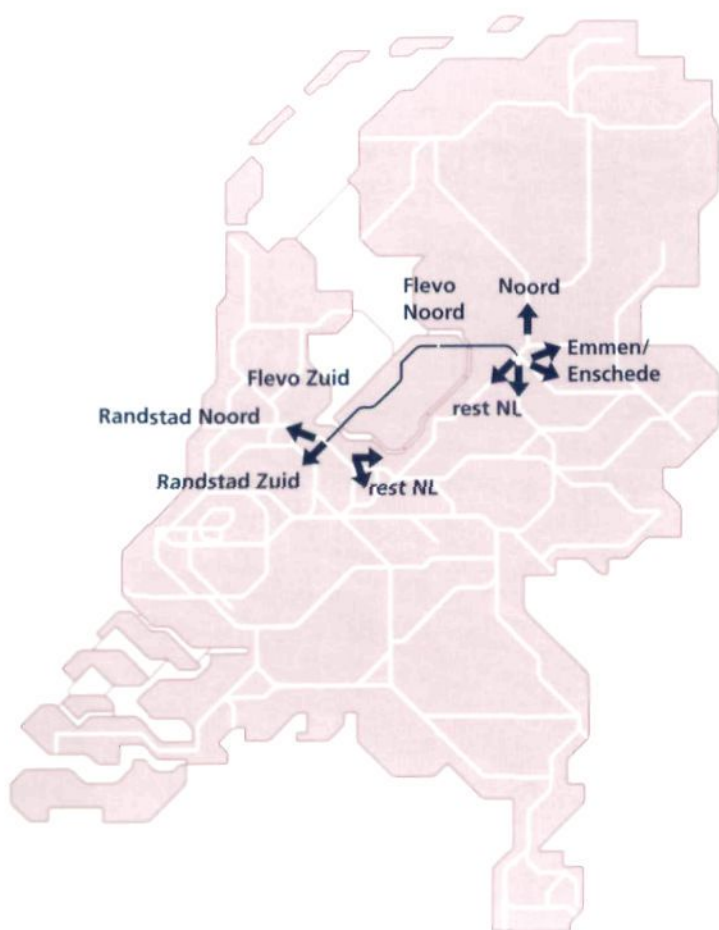 Flevo
Noord
Noord
Emmen/
Enschede
Flevo Zuid
rest NL
Randstad Noord
Randstad Zuid
rest NL